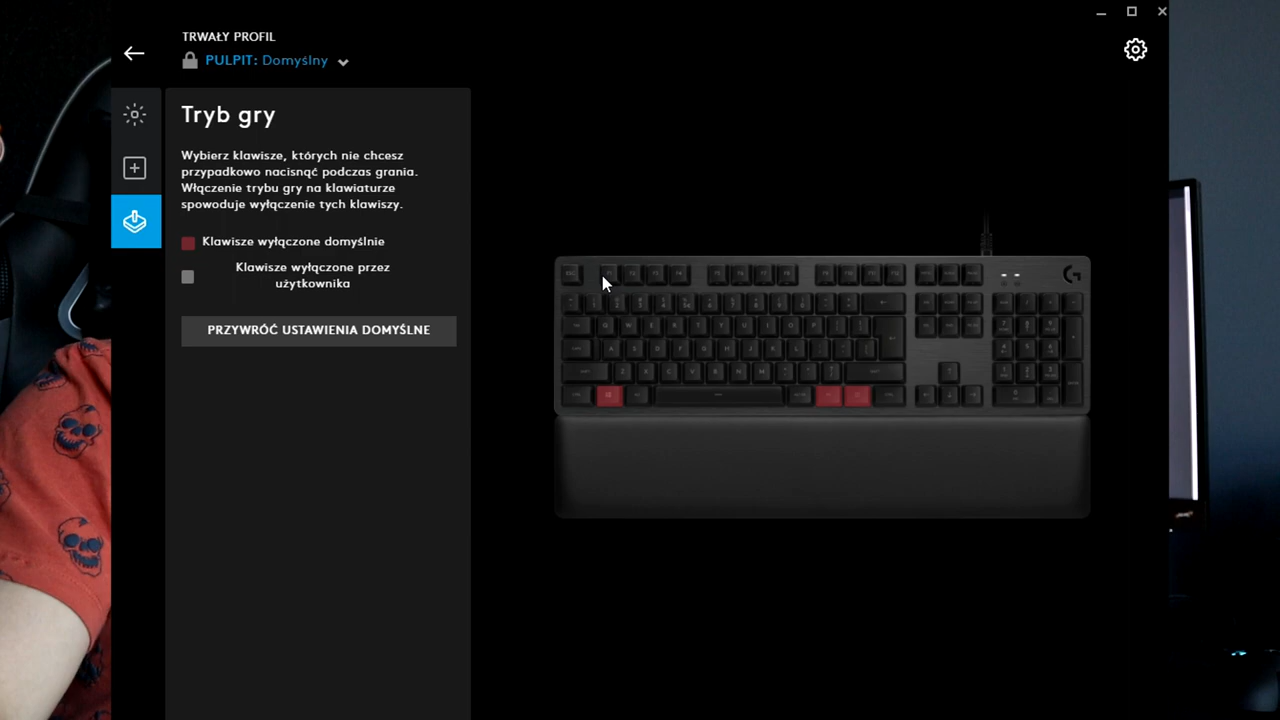 TRWAŁY PROFIL
PULPIT: Domyślny
Tryb gry
Wybierz klawisze, których nie chcesz
przypadkowo nacisnąć podczas grania.
Włączenie trybu gry na klawiaturze
spowoduje wyłączenie tych klawiszy.
Klawisze wyłączone domyślnie
Klawisze wyłączone przez
użytkownika
PRZYWRÓĆ USTAWIENIA DOMYŚLNE